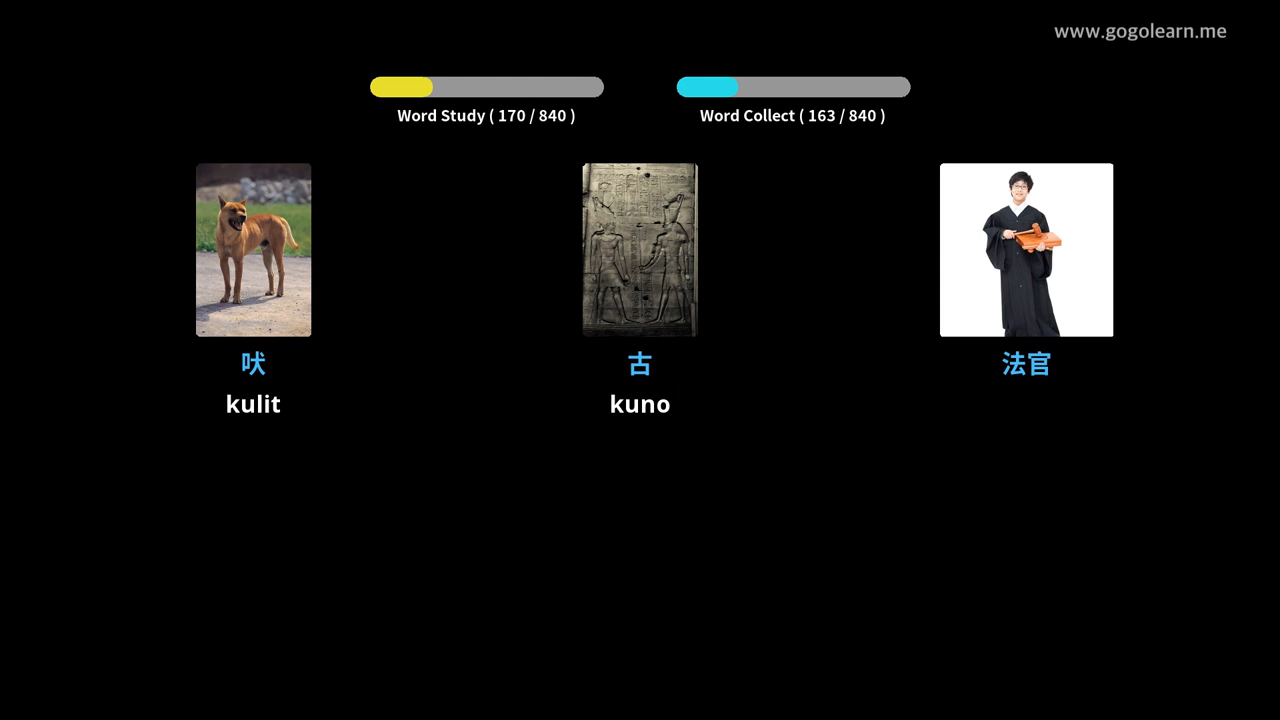 www.gogolearn.me
Word Study ( 170 / 840 )
Word Collect ( 163 / 840 )
吠
古
法官
kulit
kuno